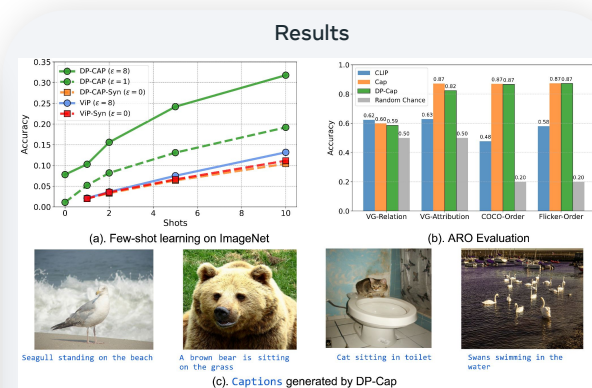 Results
0.35
0.30
0.25
0.20
0.15
0.10
0.05
0.00
Accuracy
DP-CAP (ε = 8)
DP-CAP (ε = 1)
DP-CAP-Syn (ε = 0)
ViP (ε = 8)
ViP-Syn (ε = 0)
0 2 4 6 8 10
Shots
(a). Few-shot learning on ImageNet
1.0
0.8
0.6
0.4
0.2
0.0
Accuracy
CLIP
Cap
DP-Cap
Random Chance
0.62 0.60 0.59 0.50
0.63 0.87 0.82 0.50
0.48 0.87 0.87 0.20
0.58 0.87 0.87 0.20
VG-Relation VG-Attribution COCO-Order Flicker-Order
(b). ARO Evaluation
Seagull standing on the beach
A brown bear is sitting
on the grass
Cat sitting in toilet
Swans swimming in the
water
(c). Captions generated by DP-Cap